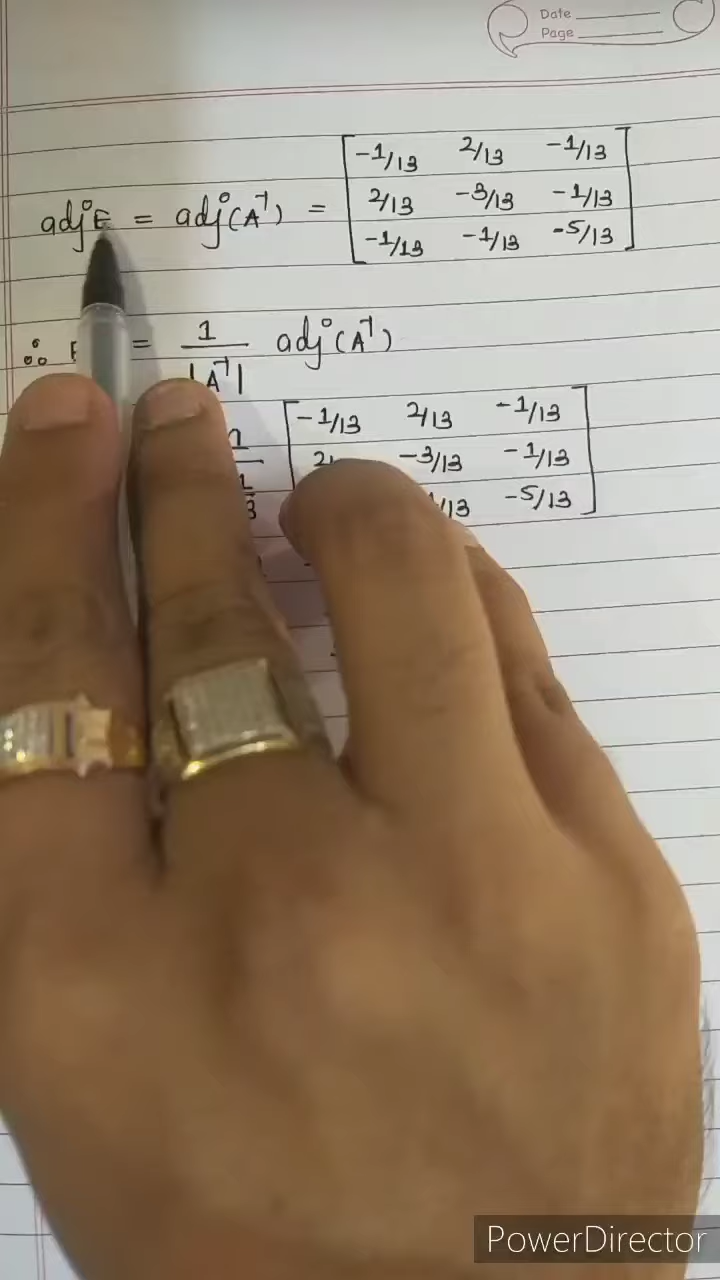 Date
Page
adj E = adj(A⁻¹) = [ -1/13 2/13 -1/13
2/13 -3/13 -1/13
-1/13 -1/13 -5/13 ]
∴ = 1/|A⁻¹| adj(A⁻¹)
[ -1/13 2/13 -1/13
-3/13 -1/13
/13 -5/13 ]
PowerDirector